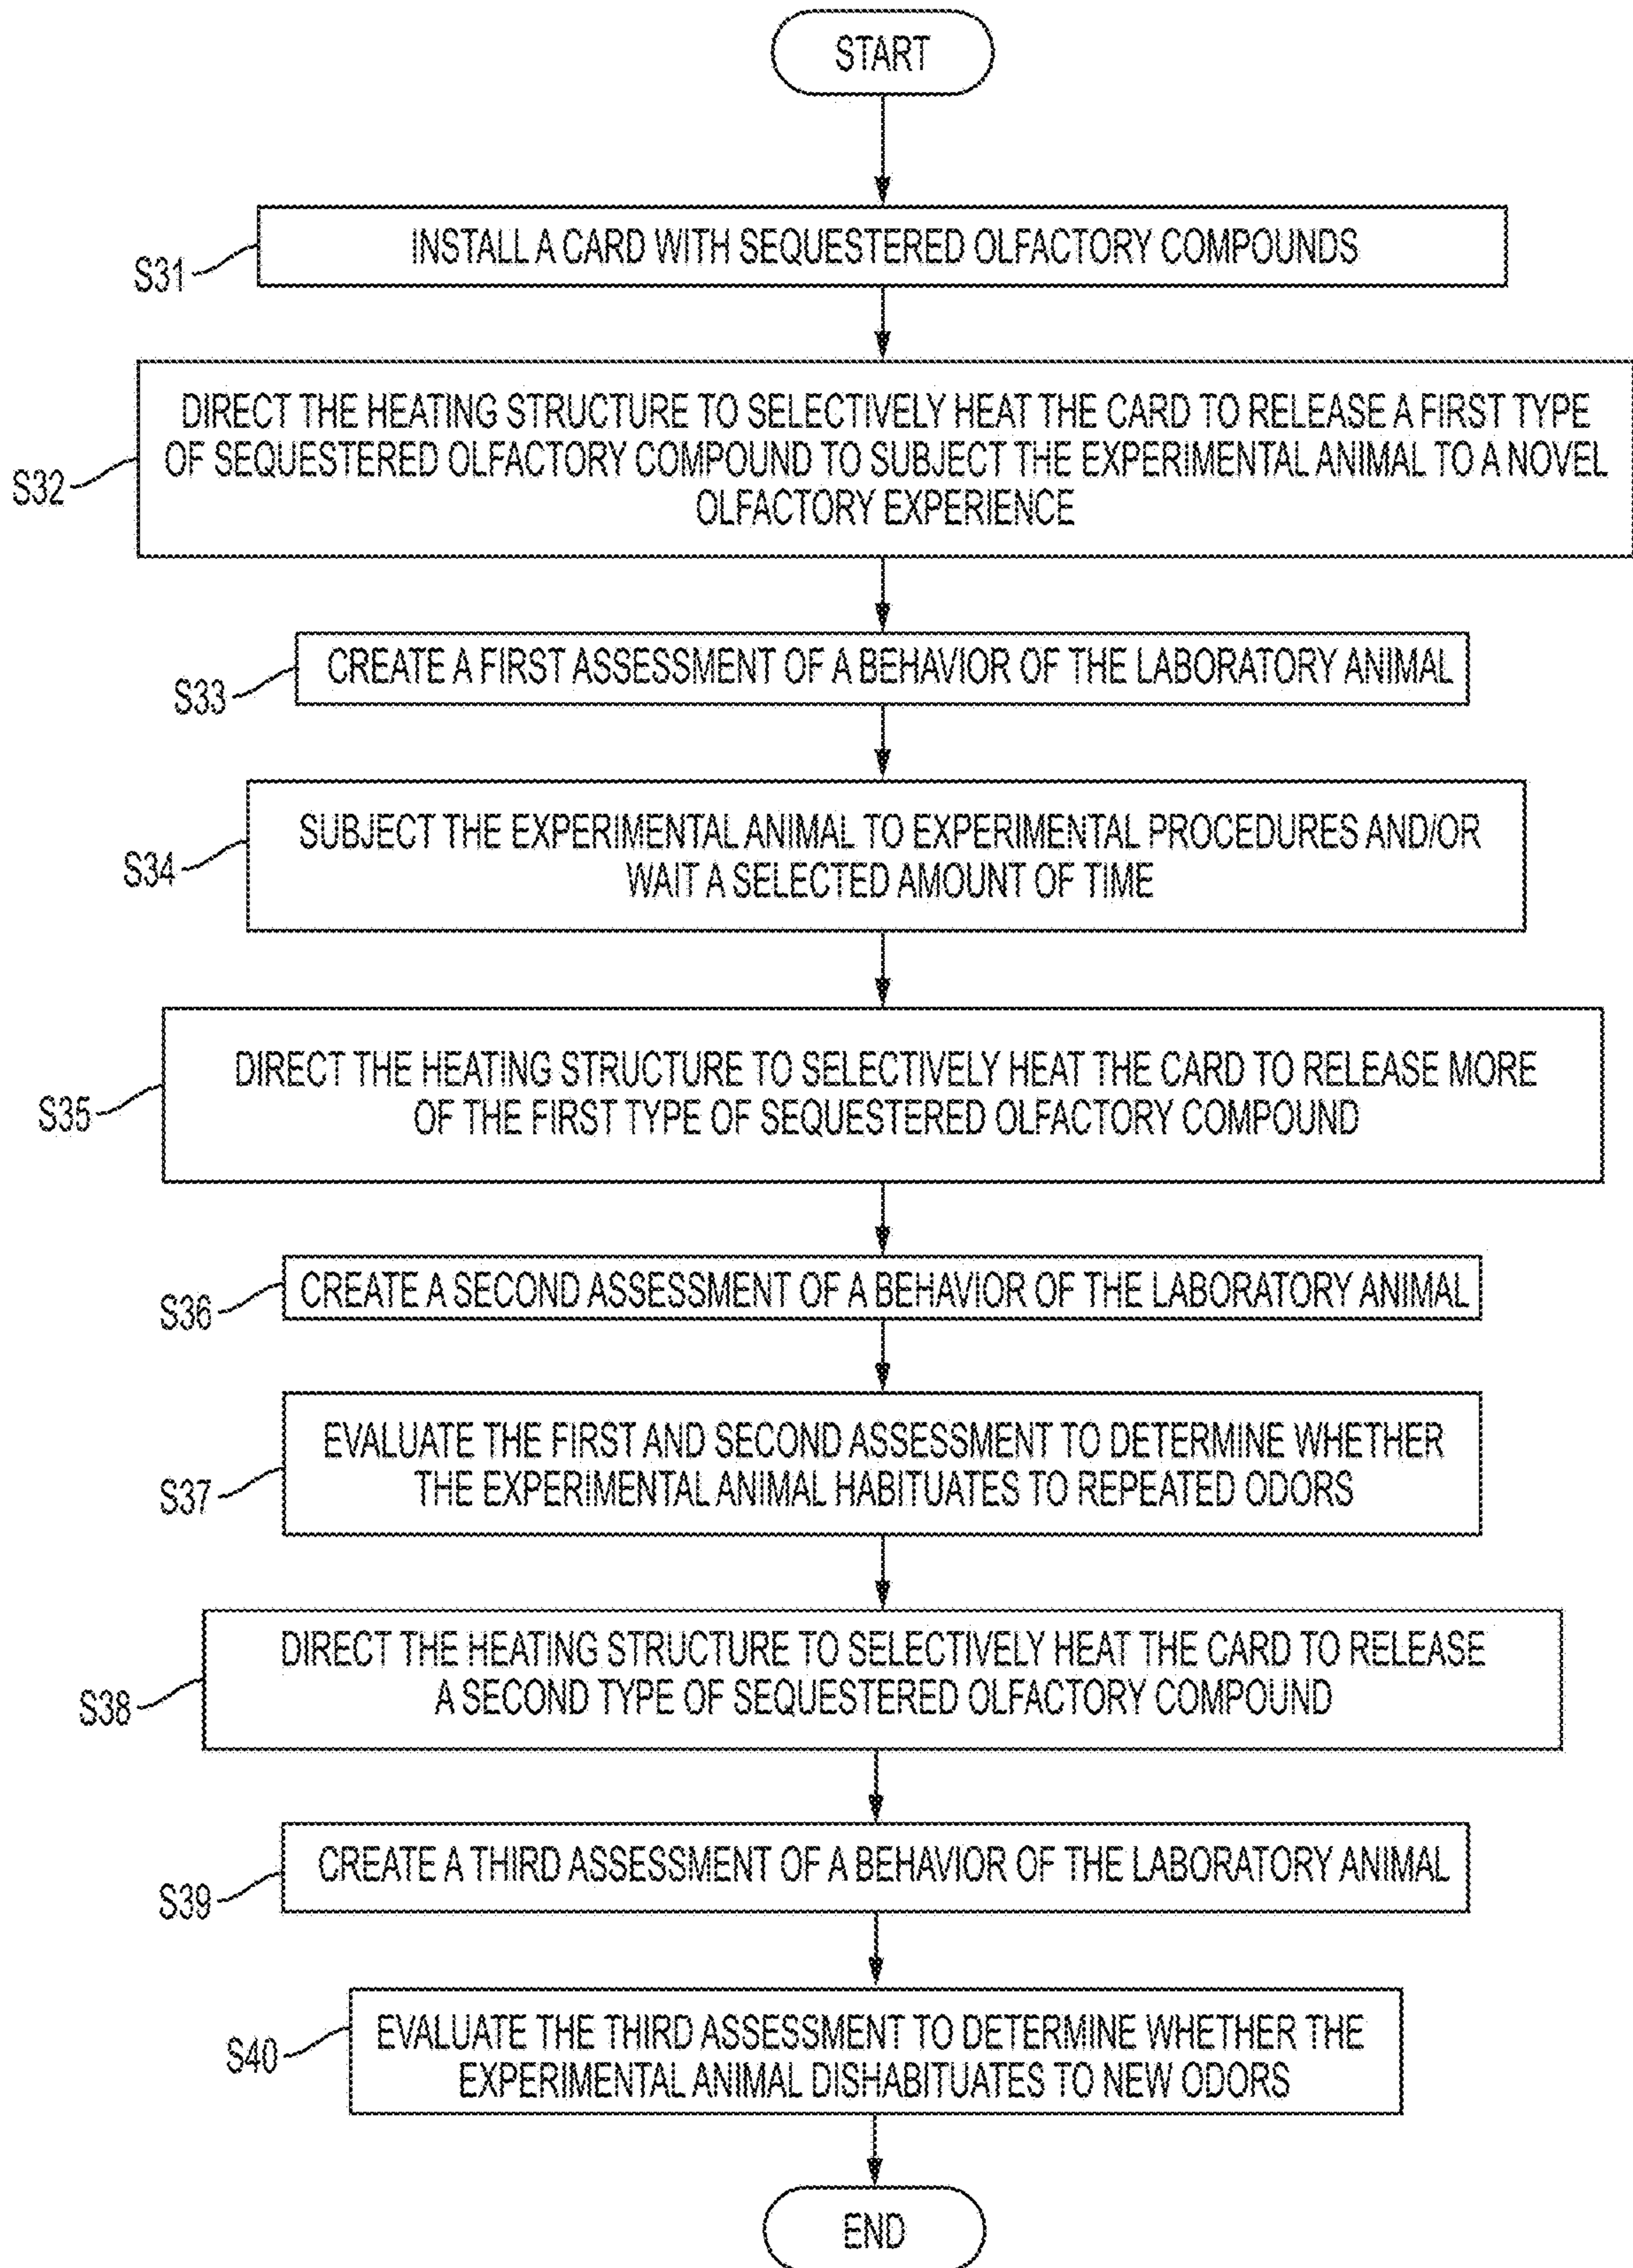 START
S31
INSTALL A CARD WITH SEQUESTERED OLFACTORY COMPOUNDS
S32
DIRECT THE HEATING STRUCTURE TO SELECTIVELY HEAT THE CARD TO RELEASE A FIRST TYPE
OF SEQUESTERED OLFACTORY COMPOUND TO SUBJECT THE EXPERIMENTAL ANIMAL TO A NOVEL
OLFACTORY EXPERIENCE
S33
CREATE A FIRST ASSESSMENT OF A BEHAVIOR OF THE LABORATORY ANIMAL
S34
SUBJECT THE EXPERIMENTAL ANIMAL TO EXPERIMENTAL PROCEDURES AND/OR
WAIT A SELECTED AMOUNT OF TIME
S35
DIRECT THE HEATING STRUCTURE TO SELECTIVELY HEAT THE CARD TO RELEASE MORE
OF THE FIRST TYPE OF SEQUESTERED OLFACTORY COMPOUND
S36
CREATE A SECOND ASSESSMENT OF A BEHAVIOR OF THE LABORATORY ANIMAL
S37
EVALUATE THE FIRST AND SECOND ASSESSMENT TO DETERMINE WHETHER
THE EXPERIMENTAL ANIMAL HABITUATES TO REPEATED ODORS
S38
DIRECT THE HEATING STRUCTURE TO SELECTIVELY HEAT THE CARD TO RELEASE
A SECOND TYPE OF SEQUESTERED OLFACTORY COMPOUND
S39
CREATE A THIRD ASSESSMENT OF A BEHAVIOR OF THE LABORATORY ANIMAL
S40
EVALUATE THE THIRD ASSESSMENT TO DETERMINE WHETHER THE
EXPERIMENTAL ANIMAL DISHABITUATES TO NEW ODORS
END